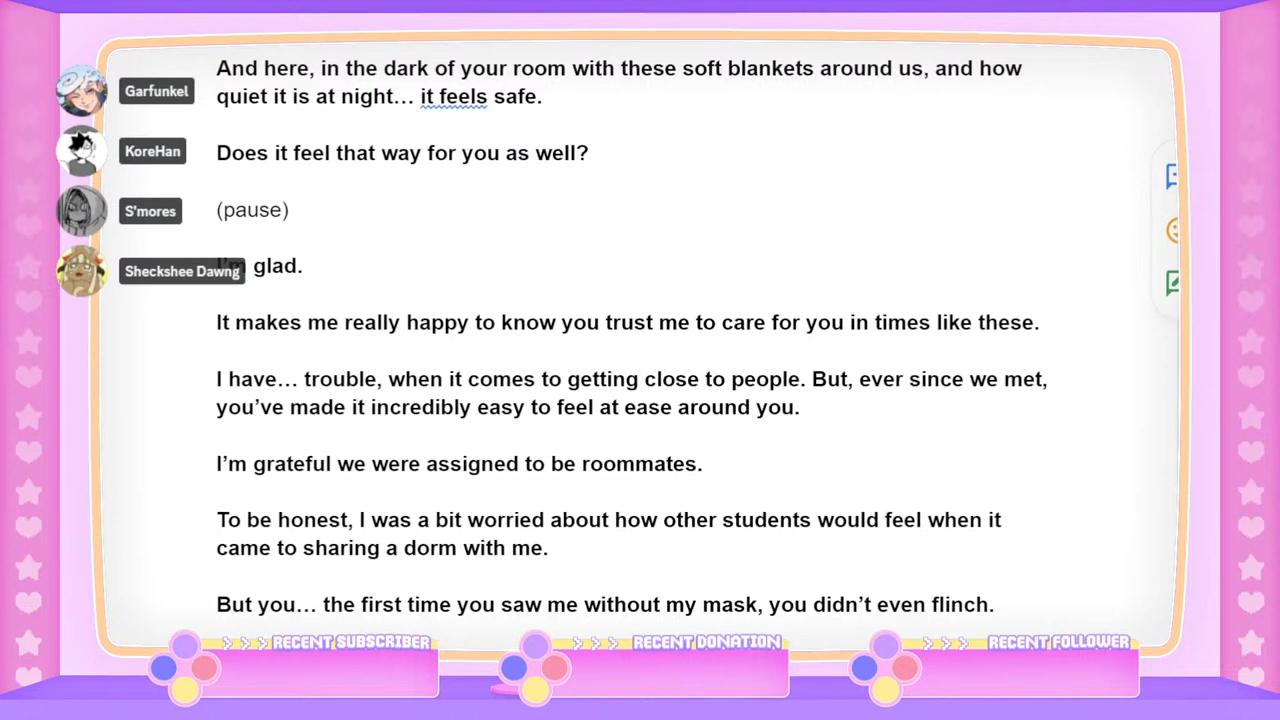 And here, in the dark of your room with these soft blankets around us, and how
quiet it is at night… it feels safe.
Garfunkel
Does it feel that way for you as well?
KoreHan
(pause)
S'mores
I'm glad.
Sheckshee Dawng
It makes me really happy to know you trust me to care for you in times like these.
I have… trouble, when it comes to getting close to people. But, ever since we met,
you've made it incredibly easy to feel at ease around you.
I'm grateful we were assigned to be roommates.
To be honest, I was a bit worried about how other students would feel when it
came to sharing a dorm with me.
But you… the first time you saw me without my mask, you didn't even flinch.
> > > RECENT SUBSCRIBER
> > > RECENT DONATION
> > > RECENT FOLLOWER